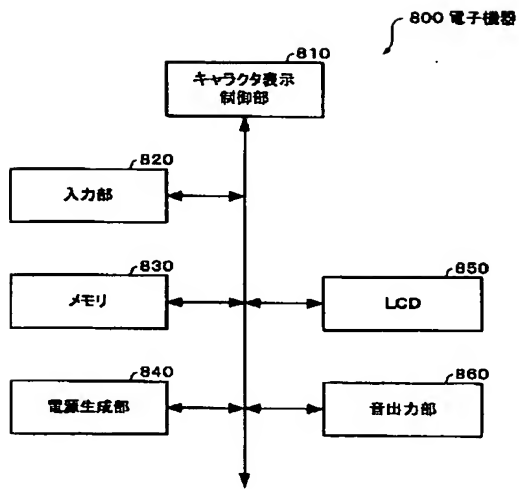 800 電子機器
810
キャラクタ表示
制御部
820
入力部
830
メモリ
850
LCD
840
電源生成部
860
音出力部